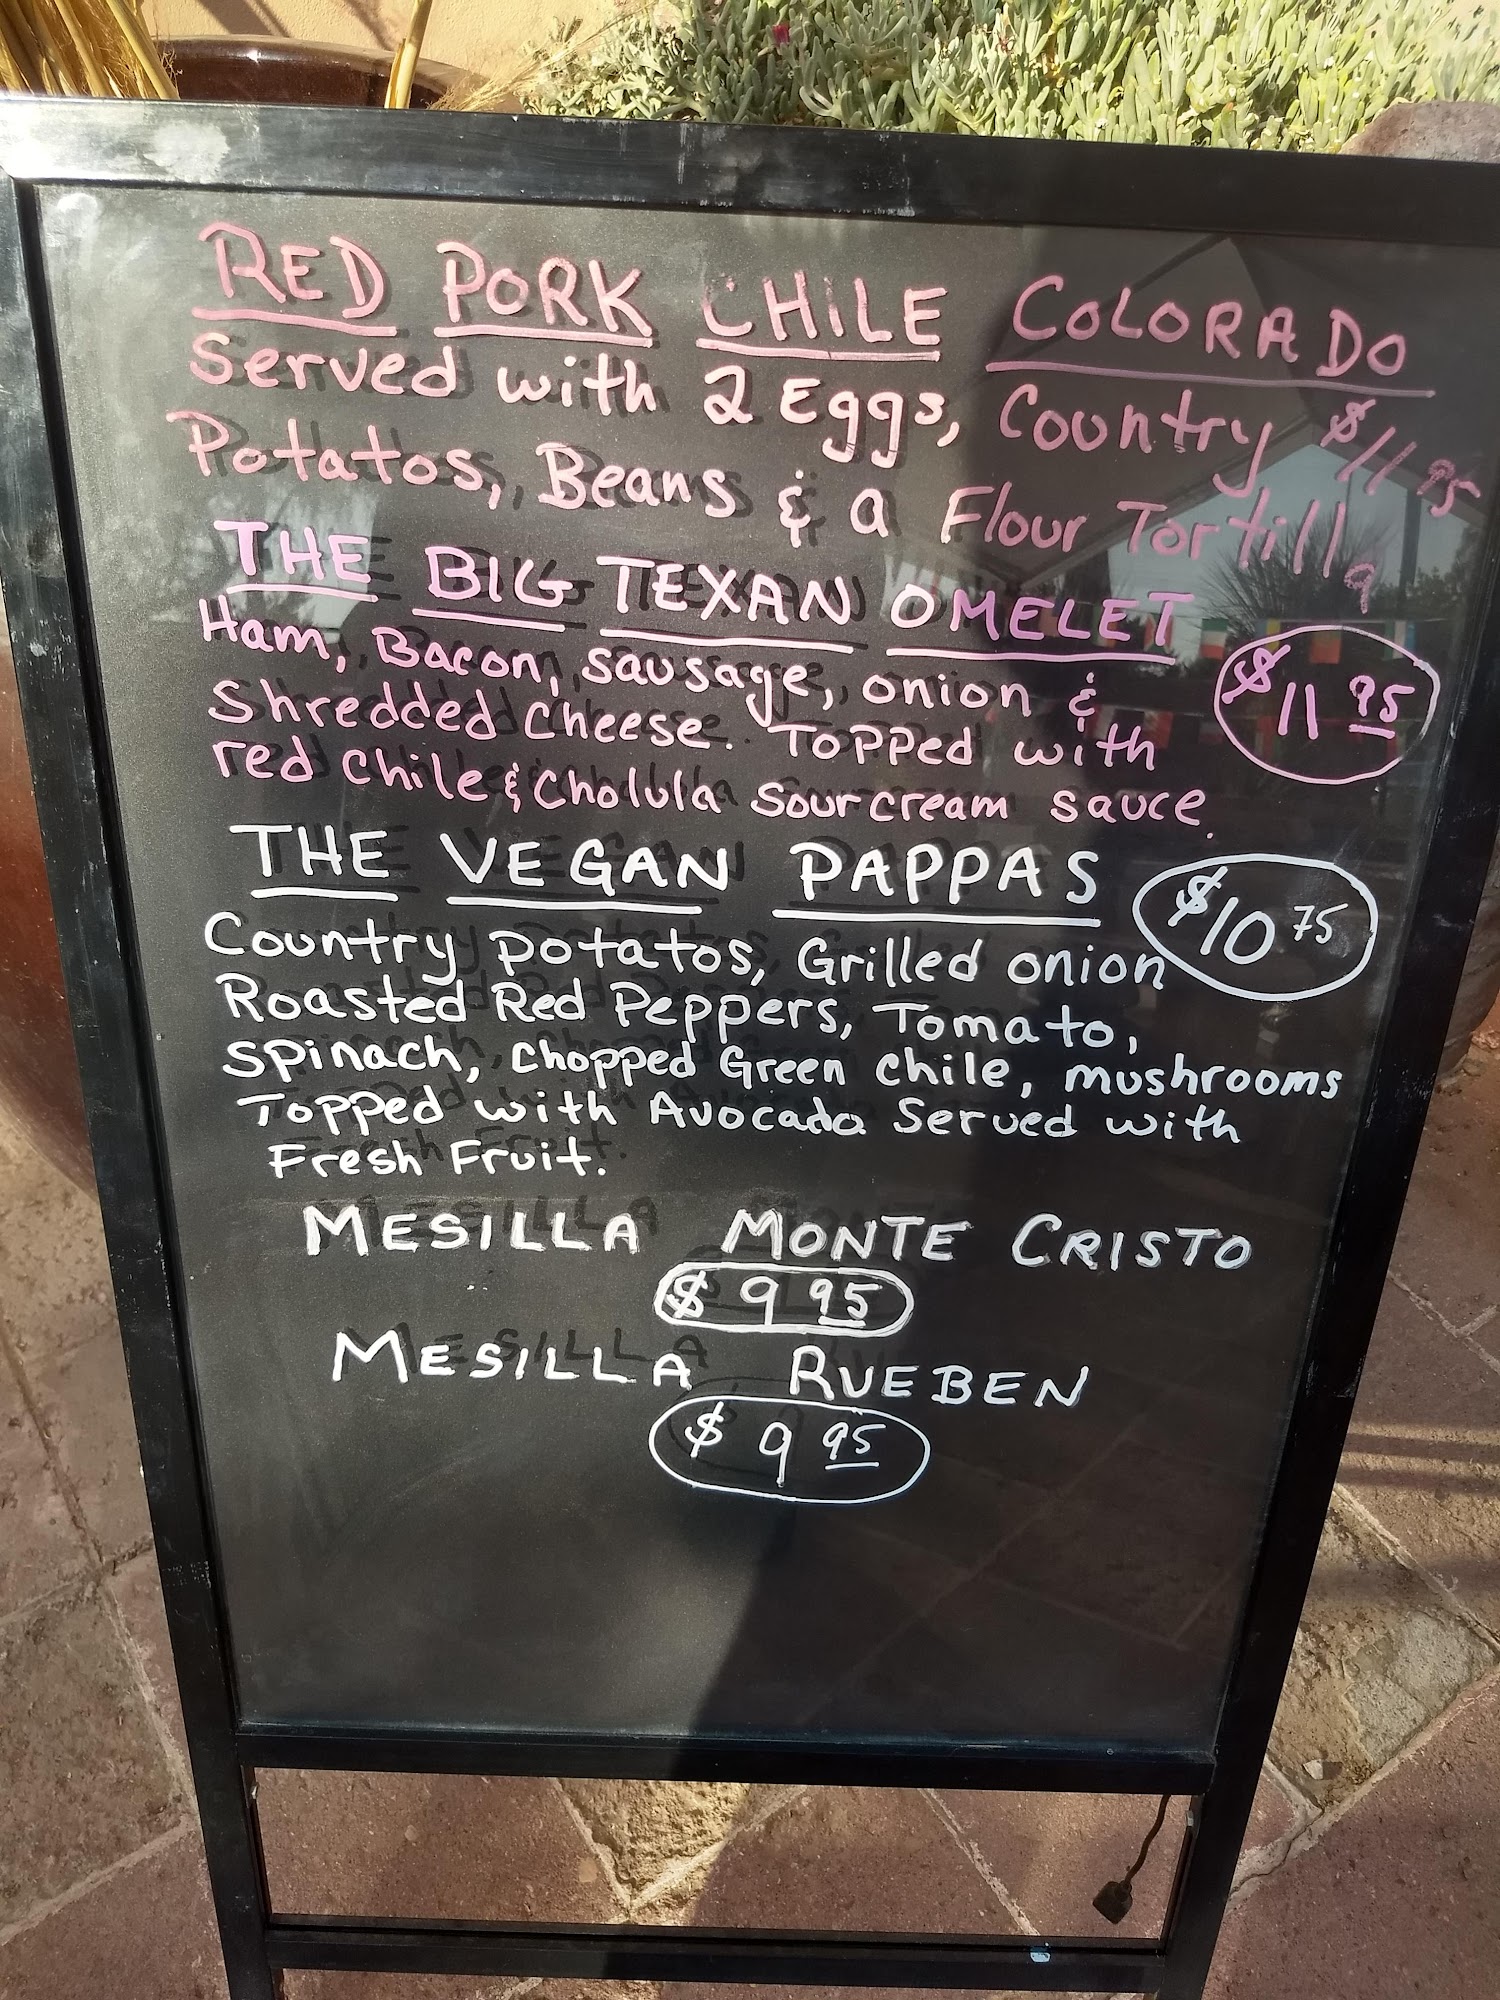 RED PORK CHILE COLORADO
Served with 2 Eggs, Country $11 95
Potatos, Beans & a Flour Tortilla
THE BIG TEXAN OMELET
Ham, Bacon, sausage, onion &
Shredded Cheese. Topped with $11 95
red Chile & Cholula Sour cream sauce.
THE VEGAN PAPPAS $10 75
Country potatos, Grilled onion
Roasted Red Peppers, Tomato,
Spinach, Chopped Green chile, mushrooms
Topped with Avocado. Served with
Fresh Fruit.
MESILLA MONTE CRISTO
$9 95
MESILLA RUEBEN
$9 95